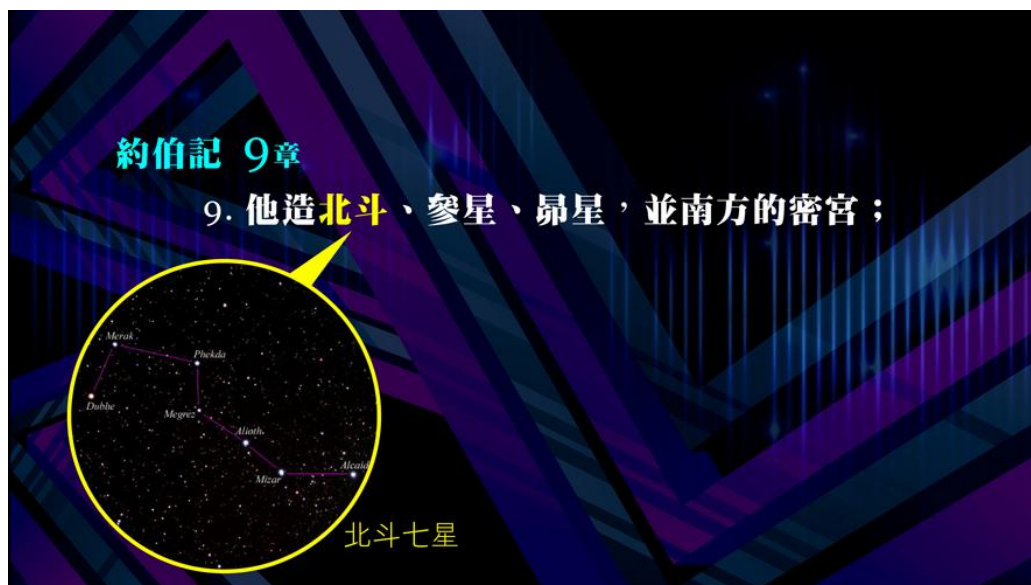 約伯記 9章
9. 他造北斗、參星、昴星，並南方的密宮；
Merak
Phekda
Dubhe
Megrez
Alioth
Alcaid
Mizar
北斗七星